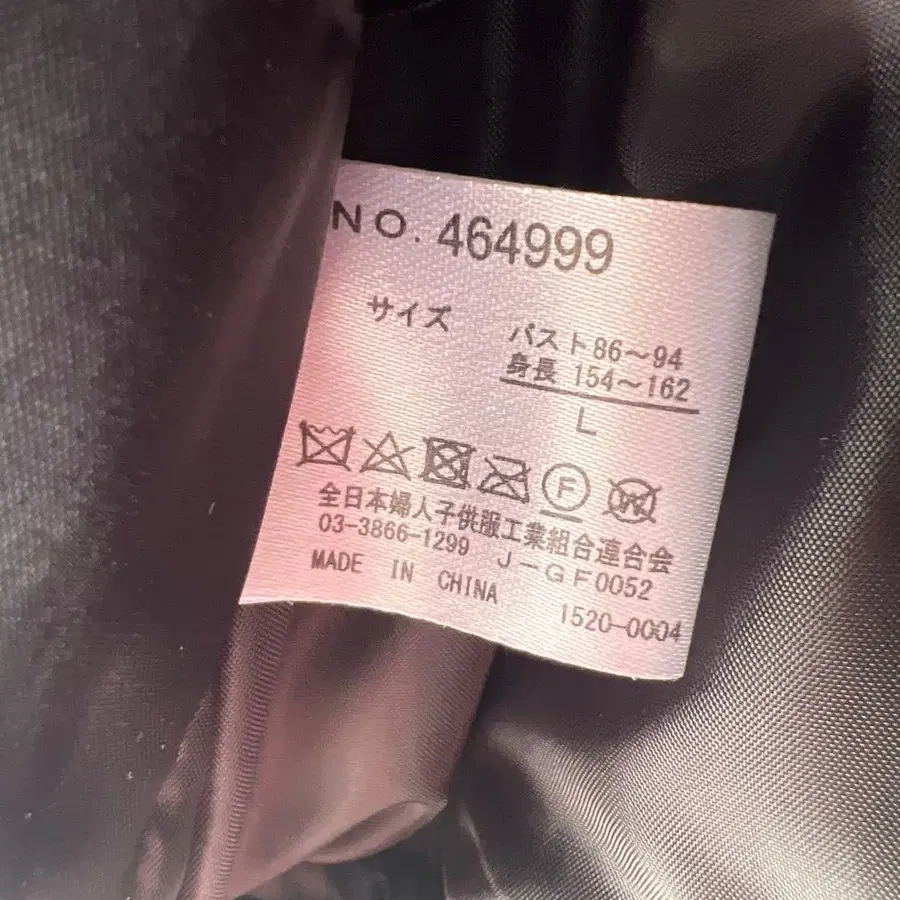 NO. 464999
サイズ バスト86～94
身長 154～162
L
F W
全日本婦人子供服工業組合連合会
03-3866-1299 J-GF0052
MADE IN CHINA
1520-0004